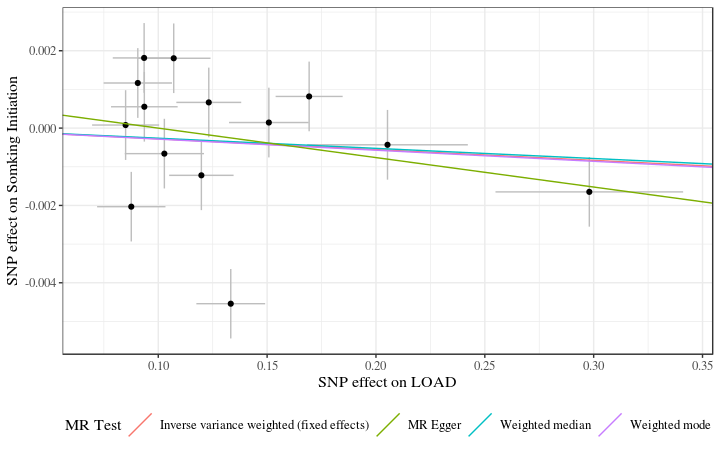 SNP effect on Somking Initiation
0.002
0.000
-0.002
-0.004
0.10 0.15 0.20 0.25 0.30 0.35
SNP effect on LOAD
MR Test Inverse variance weighted (fixed effects) MR Egger Weighted median Weighted mode